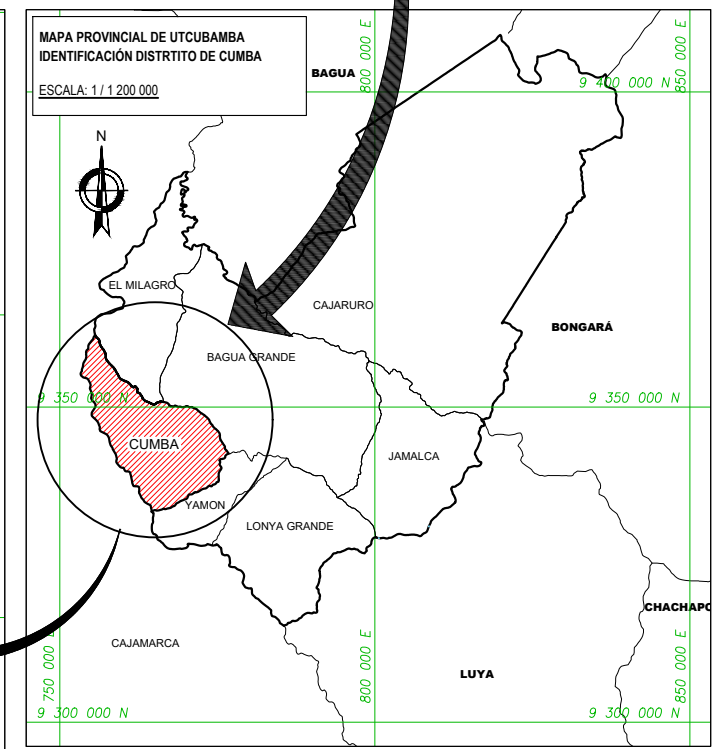 MAPA PROVINCIAL DE UTCUBAMBA
IDENTIFICACIÓN DISTRTITO DE CUMBA
ESCALA: 1 / 1 200 000
BAGUA
800 000 E
9 400 000 N
850 000 E
N
EL MILAGRO
CAJARURO
BONGARÁ
BAGUA GRANDE
9 350 000 N
9 350 000 N
CUMBA
JAMALCA
YAMON
LONYA GRANDE
CHACHAPO
CAJAMARCA
750 000 E
800 000 E
850 000 E
LUYA
9 300 000 N
9 300 000 N